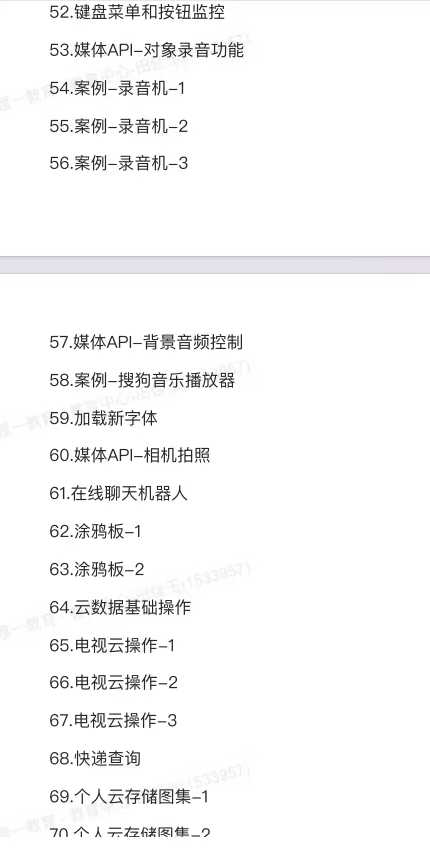 52.键盘菜单和按钮监控
53.媒体API-对象录音功能
54.案例-录音机-1
55.案例-录音机-2
56.案例-录音机-3
57.媒体API-背景音频控制
58.案例-搜狗音乐播放器
59.加载新字体
60.媒体API-相机拍照
61.在线聊天机器人
62.涂鸦板-1
63.涂鸦板-2
64.云数据基础操作
65.电视云操作-1
66.电视云操作-2
67.电视云操作-3
68.快递查询
69.个人云存储图集-1
70.个人云存储图集-2